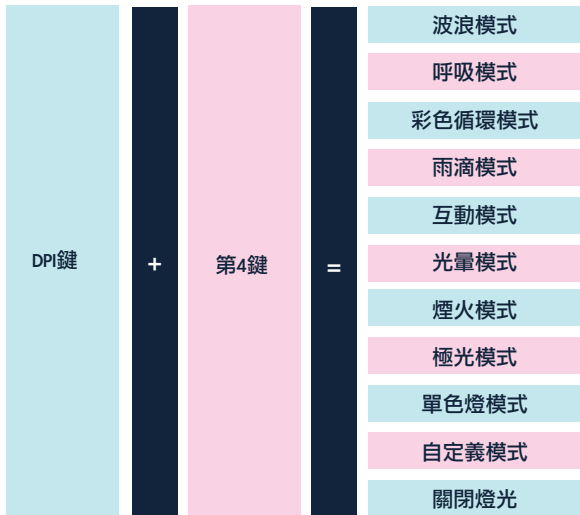 DPI鍵
+
第4鍵
=
波浪模式
呼吸模式
彩色循環模式
雨滴模式
互動模式
光暈模式
煙火模式
極光模式
單色燈模式
自定義模式
關閉燈光